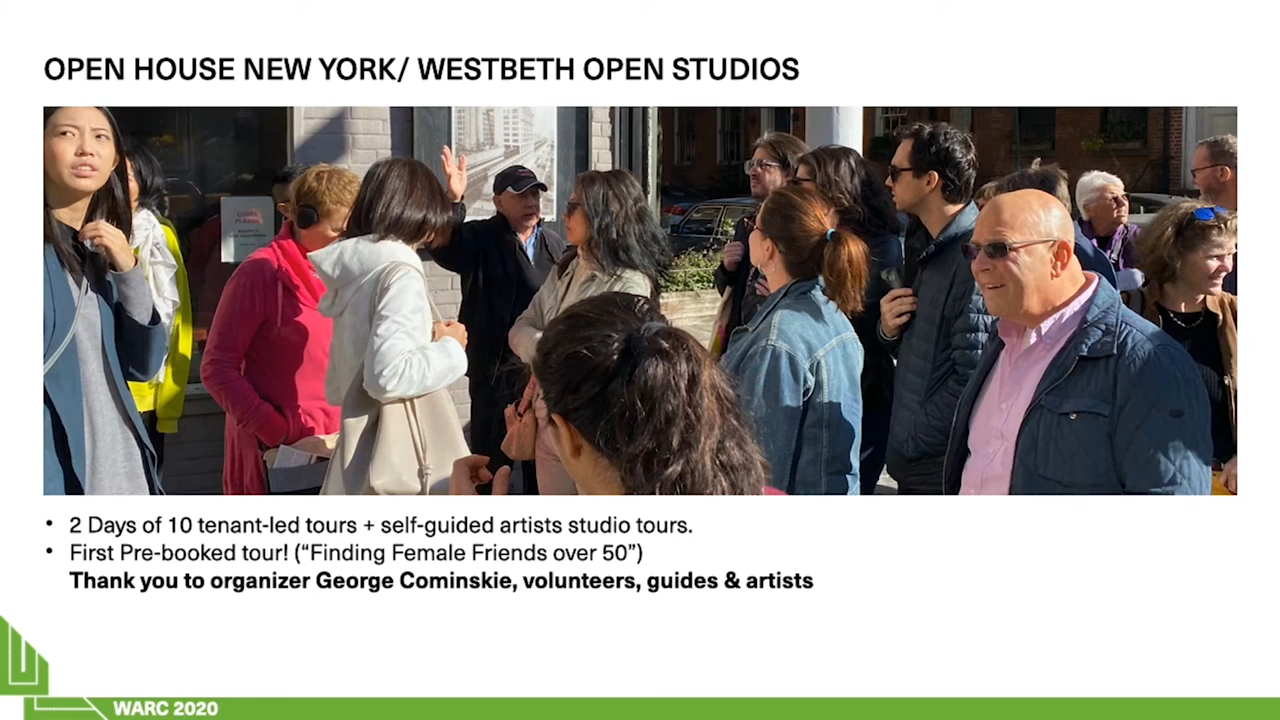 OPEN HOUSE NEW YORK/ WESTBETH OPEN STUDIOS
• 2 Days of 10 tenant-led tours + self-guided artists studio tours.
• First Pre-booked tour! (“Finding Female Friends over 50”)
Thank you to organizer George Cominskie, volunteers, guides & artists
WARC 2020